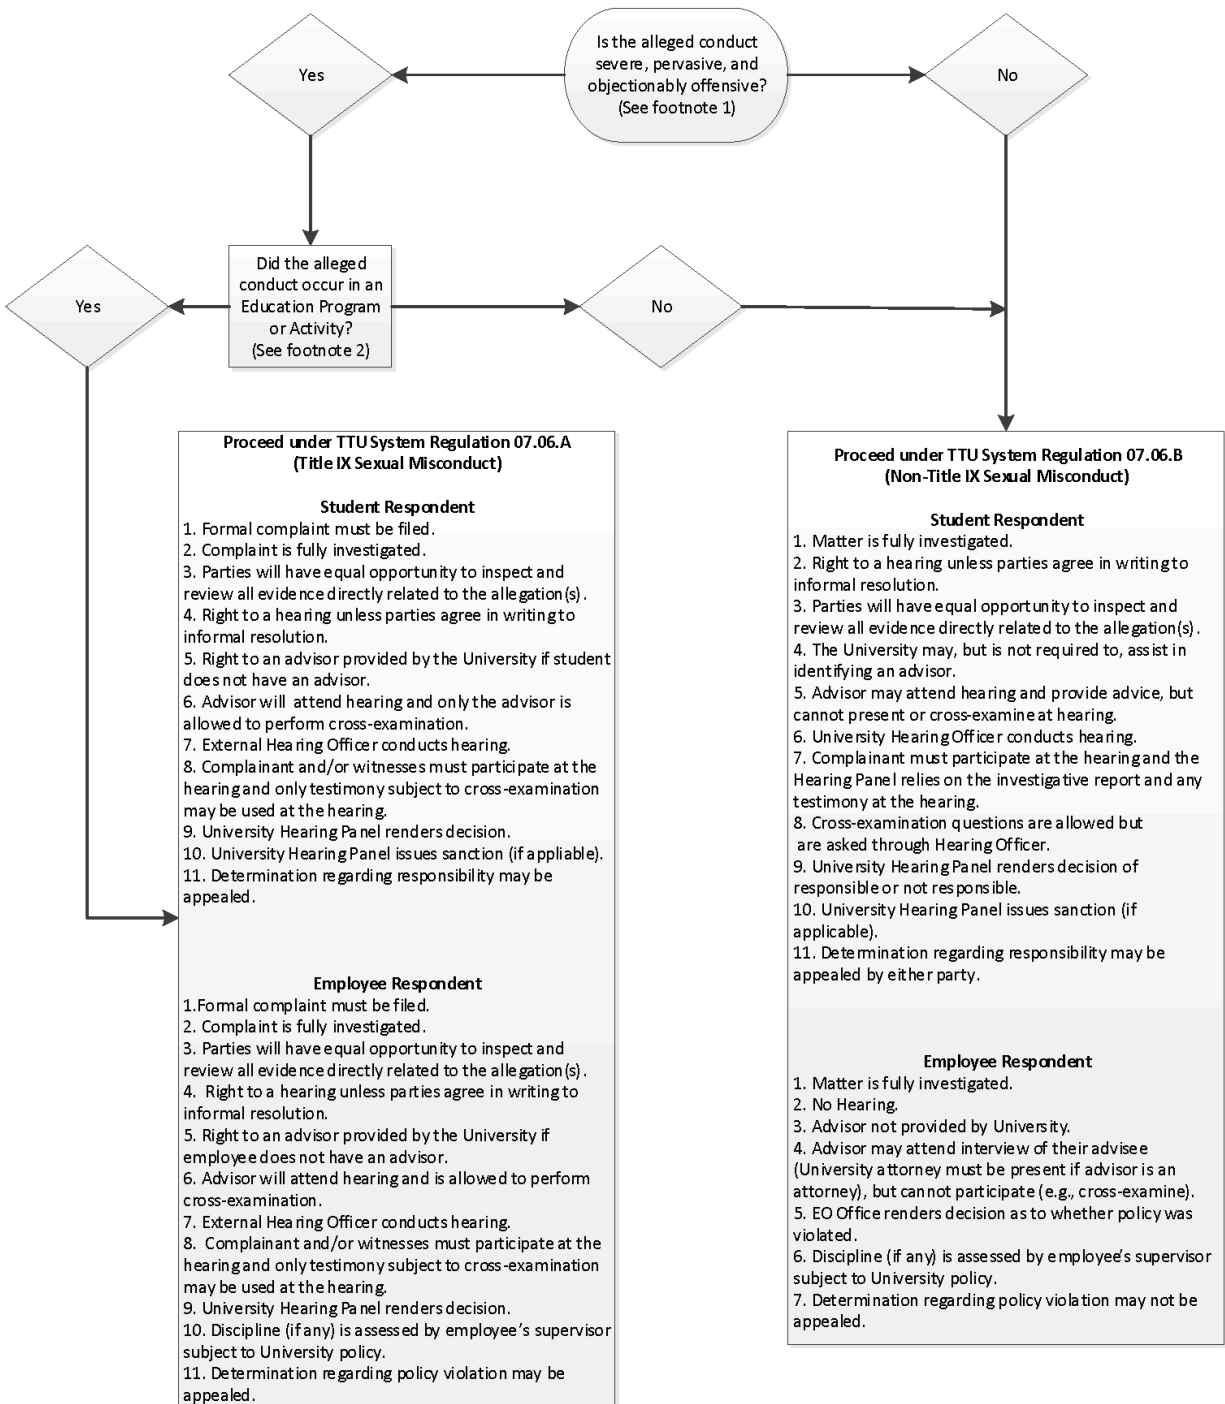 Is the alleged conduct
severe, pervasive, and
objectionably offensive?
(See footnote 1)
Yes
No
Did the alleged
conduct occur in an
Education Program
or Activity?
(See footnote 2)
Yes
No
Proceed under TTU System Regulation 07.06.A
(Title IX Sexual Misconduct)
Student Respondent
1. Formal complaint must be filed.
2. Complaint is fully investigated.
3. Parties will have equal opportunity to inspect and
review all evidence directly related to the allegation(s).
4. Right to a hearing unless parties agree in writing to
informal resolution.
5. Right to an advisor provided by the University if student
does not have an advisor.
6. Advisor will attend hearing and only the advisor is
allowed to perform cross-examination.
7. External Hearing Officer conducts hearing.
8. Complainant and/or witnesses must participate at the
hearing and only testimony subject to cross-examination
may be used at the hearing.
9. University Hearing Panel renders decision.
10. University Hearing Panel issues sanction (if appliable).
11. Determination regarding responsibility may be
appealed.
Employee Respondent
1.Formal complaint must be filed.
2. Complaint is fully investigated.
3. Parties will have equal opportunity to inspect and
review all evidence directly related to the allegation(s).
4. Right to a hearing unless parties agree in writing to
informal resolution.
5. Right to an advisor provided by the University if
employee does not have an advisor.
6. Advisor will attend hearing and is allowed to perform
cross-examination.
7. External Hearing Officer conducts hearing.
8. Complainant and/or witnesses must participate at the
hearing and only testimony subject to cross-examination
may be used at the hearing.
9. University Hearing Panel renders decision.
10. Discipline (if any) is assessed by employee's supervisor
subject to University policy.
11. Determination regarding policy violation may be
appealed.
Proceed under TTU System Regulation 07.06.B
(Non-Title IX Sexual Misconduct)
Student Respondent
1. Matter is fully investigated.
2. Right to a hearing unless parties agree in writing to
informal resolution.
3. Parties will have equal opportunity to inspect and
review all evidence directly related to the allegation(s).
4. The University may, but is not required to, assist in
identifying an advisor.
5. Advisor may attend hearing and provide advice, but
cannot present or cross-examine at hearing.
6. University Hearing Officer conducts hearing.
7. Complainant must participate at the hearing and the
Hearing Panel relies on the investigative report and any
testimony at the hearing.
8. Cross-examination questions are allowed but
are asked through Hearing Officer.
9. University Hearing Panel renders decision of
responsible or not responsible.
10. University Hearing Panel issues sanction (if
applicable).
11. Determination regarding responsibility may be
appealed by either party.
Employee Respondent
1. Matter is fully investigated.
2. No Hearing.
3. Advisor not provided by University.
4. Advisor may attend interview of their advisee
(University attorney must be present if advisor is an
attorney), but cannot participate (e.g., cross-examine).
5. EO Office renders decision as to whether policy was
violated.
6. Discipline (if any) is assessed by employee's supervisor
subject to University policy.
7. Determination regarding policy violation may not be
appealed.